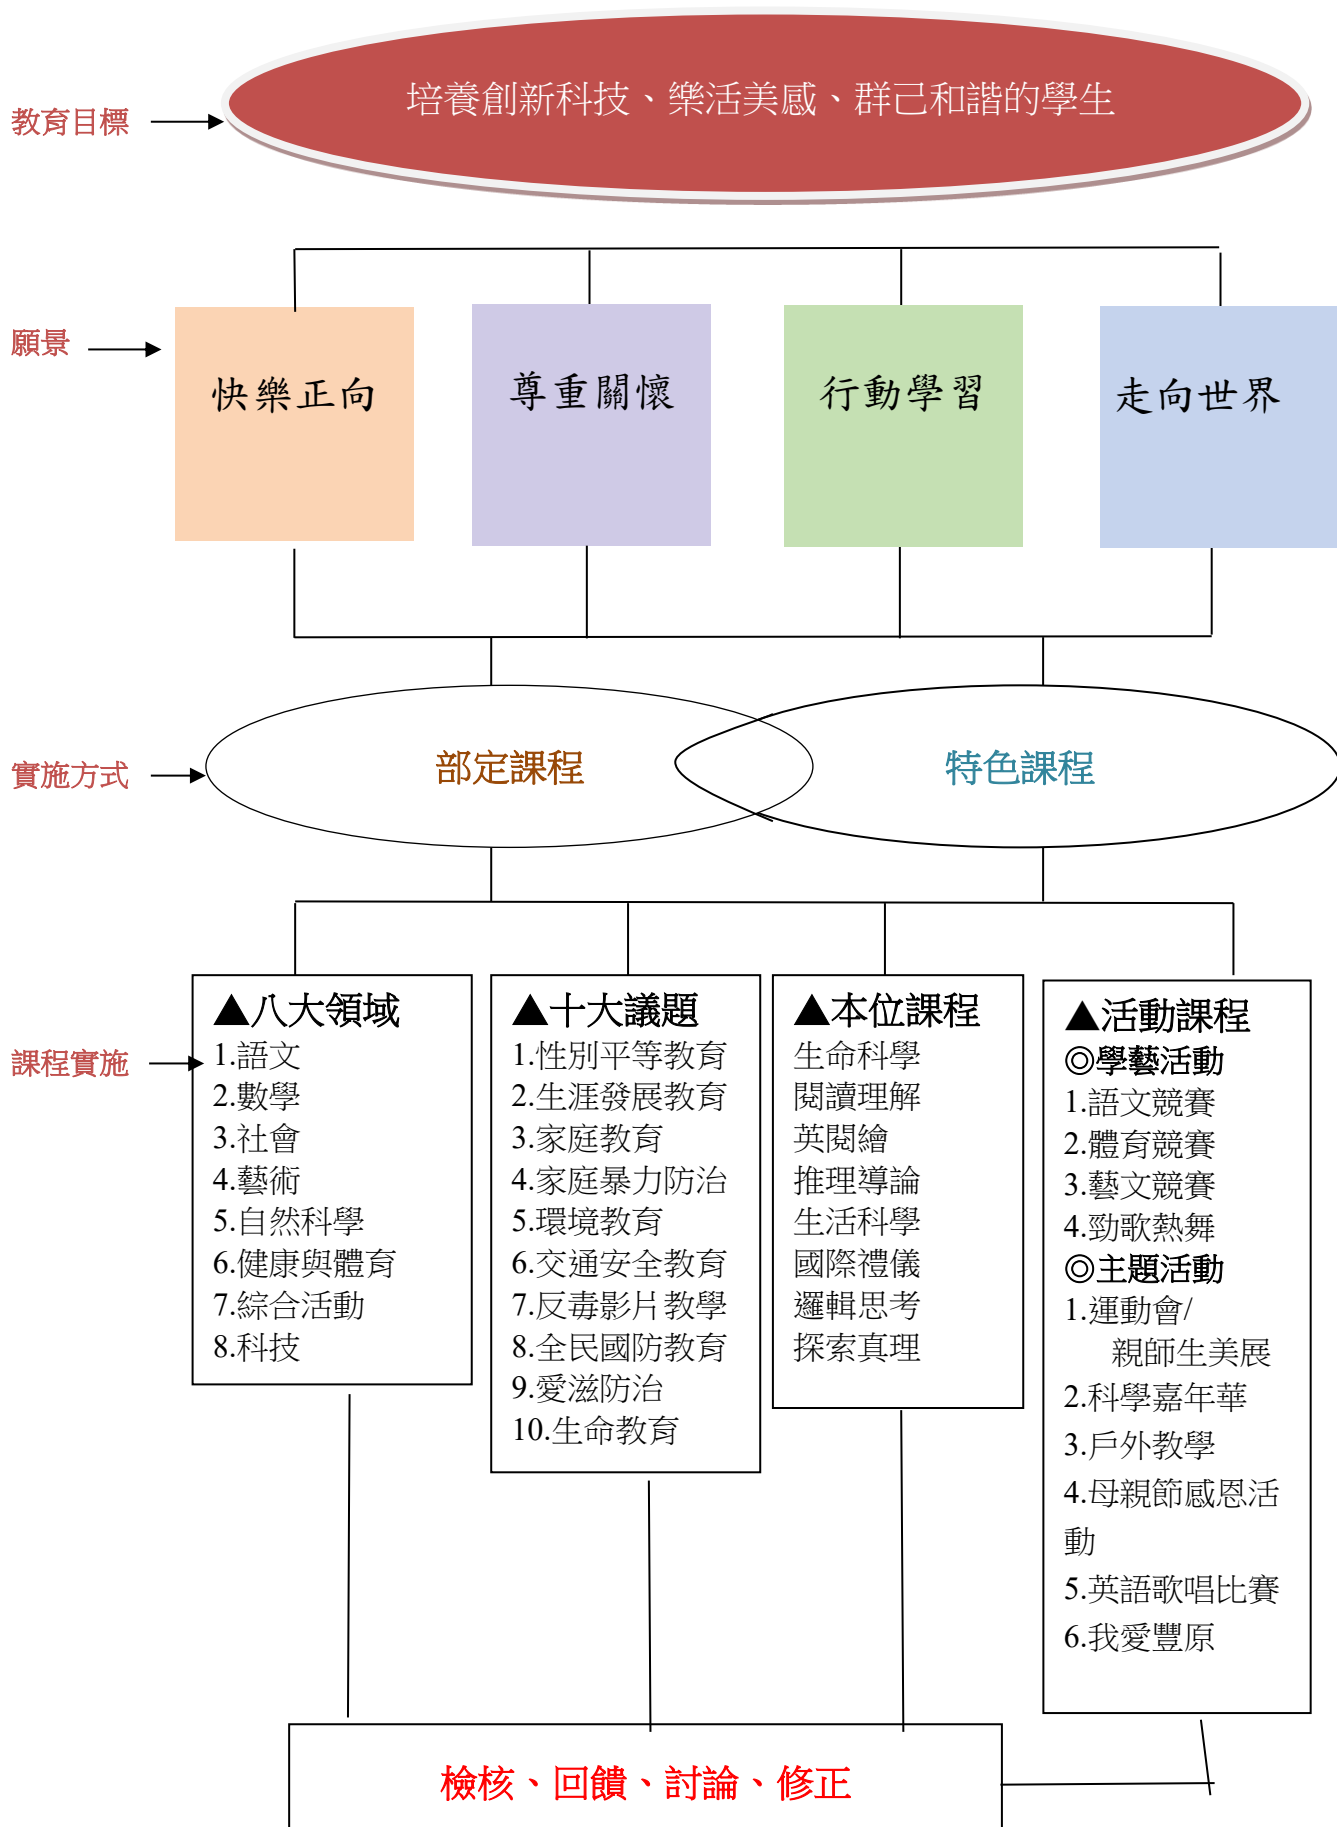 培養創新科技、樂活美感、群己和諧的學生
教育目標
願景
快樂正向
尊重關懷
行動學習
走向世界
實施方式
部定課程
特色課程
課程實施
▲八大領域
1.語文
2.數學
3.社會
4.藝術
5.自然科學
6.健康與體育
7.綜合活動
8.科技
▲十大議題
1.性別平等教育
2.生涯發展教育
3.家庭教育
4.家庭暴力防治
5.環境教育
6.交通安全教育
7.反毒影片教學
8.全民國防教育
9.愛滋防治
10.生命教育
▲本位課程
生命科學
閱讀理解
英閱繪
推理導論
生活科學
國際禮儀
邏輯思考
探索真理
▲活動課程
◎學藝活動
1.語文競賽
2.體育競賽
3.藝文競賽
4.勁歌熱舞
◎主題活動
1.運動會/
親師生美展
2.科學嘉年華
3.戶外教學
4.母親節感恩活
動
5.英語歌唱比賽
6.我愛豐原
檢核、回饋、討論、修正